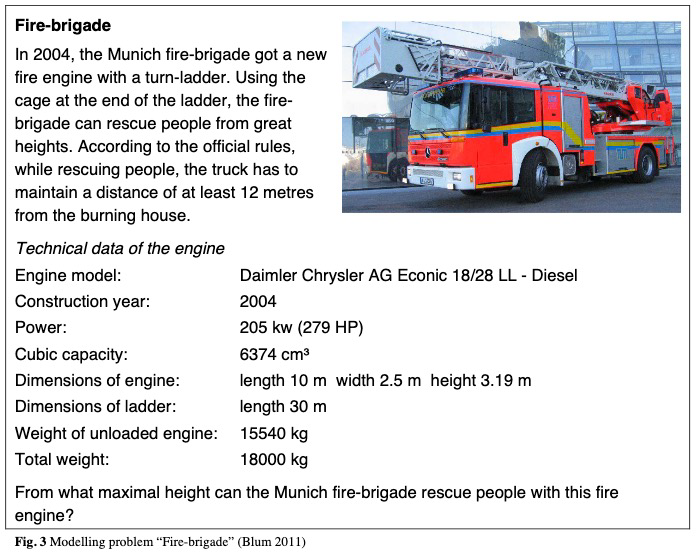 Fire-brigade
In 2004, the Munich fire-brigade got a new
fire engine with a turn-ladder. Using the
cage at the end of the ladder, the fire-
brigade can rescue people from great
heights. According to the official rules,
while rescuing people, the truck has to
maintain a distance of at least 12 metres
from the burning house.
Technical data of the engine
Engine model: Daimler Chrysler AG Econic 18/28 LL - Diesel
Construction year: 2004
Power: 205 kw (279 HP)
Cubic capacity: 6374 cm³
Dimensions of engine: length 10 m width 2.5 m height 3.19 m
Dimensions of ladder: length 30 m
Weight of unloaded engine: 15540 kg
Total weight: 18000 kg
From what maximal height can the Munich fire-brigade rescue people with this fire
engine?
Fig. 3 Modelling problem “Fire-brigade” (Blum 2011)